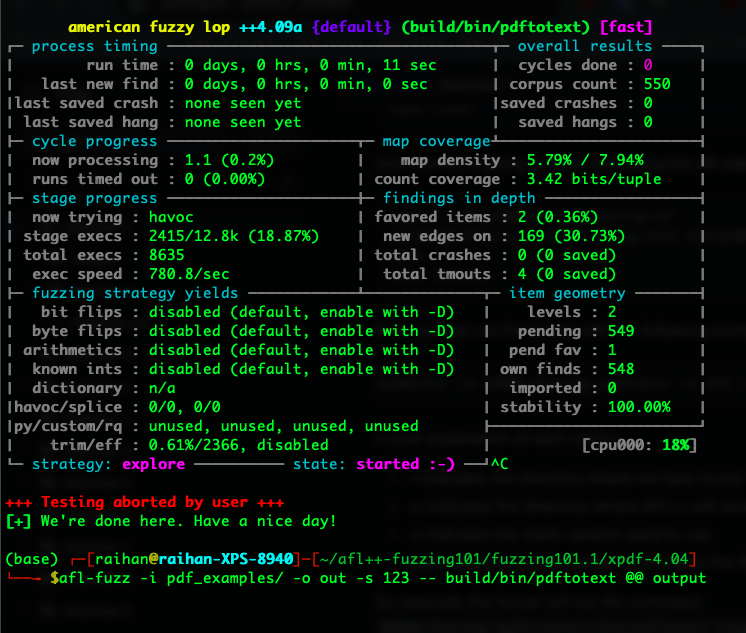 american fuzzy lop ++4.09a {default} (build/bin/pdftotext) [fast]
process timing overall results
run time : 0 days, 0 hrs, 0 min, 11 sec cycles done : 0
last new find : 0 days, 0 hrs, 0 min, 0 sec corpus count : 550
last saved crash : none seen yet saved crashes : 0
last saved hang : none seen yet saved hangs : 0
cycle progress map coverage
now processing : 1.1 (0.2%) map density : 5.79% / 7.94%
runs timed out : 0 (0.00%) count coverage : 3.42 bits/tuple
stage progress findings in depth
now trying : havoc favored items : 2 (0.36%)
stage execs : 2415/12.8k (18.87%) new edges on : 169 (30.73%)
total execs : 8635 total crashes : 0 (0 saved)
exec speed : 780.8/sec total tmouts : 4 (0 saved)
fuzzing strategy yields item geometry
bit flips : disabled (default, enable with -D) levels : 2
byte flips : disabled (default, enable with -D) pending : 549
arithmetics : disabled (default, enable with -D) pend fav : 1
known ints : disabled (default, enable with -D) own finds : 548
dictionary : n/a imported : 0
havoc/splice : 0/0, 0/0 stability : 100.00%
py/custom/rq : unused, unused, unused, unused
trim/eff : 0.61%/2366, disabled [cpu000: 18%]
strategy: explore state: started :-) ^C
+++ Testing aborted by user +++
[+] We're done here. Have a nice day!
(base) ┌─[raihan@raihan-XPS-8940]─[~/afl++-fuzzing101/fuzzing101.1/xpdf-4.04]
└──╼ $afl-fuzz -i pdf_examples/ -o out -s 123 -- build/bin/pdftotext @@ output